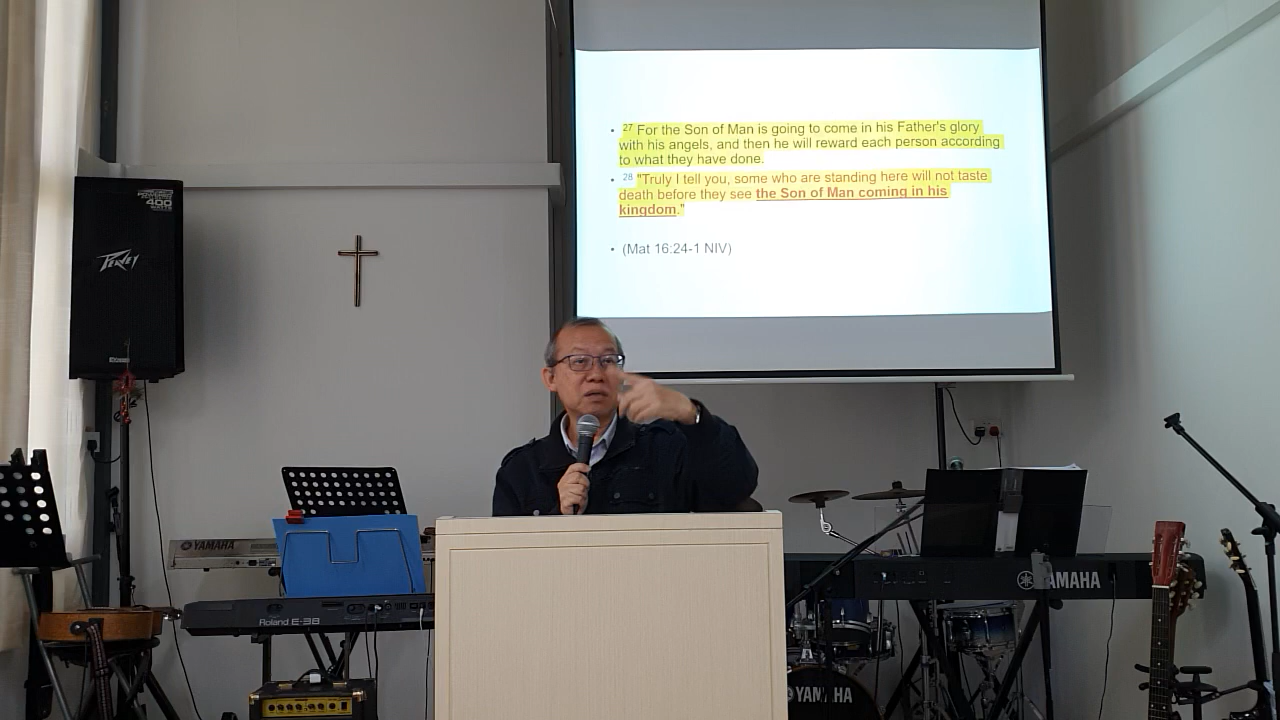 27 For the Son of Man is going to come in his Father's glory
with his angels, and then he will reward each person according
to what they have done.
28 "Truly I tell you, some who are standing here will not taste
death before they see the Son of Man coming in his
kingdom."
(Mat 16:24-1 NIV)
400
PEAVEY
YAMAHA
Roland E-38
YAMAHA
YAMAHA